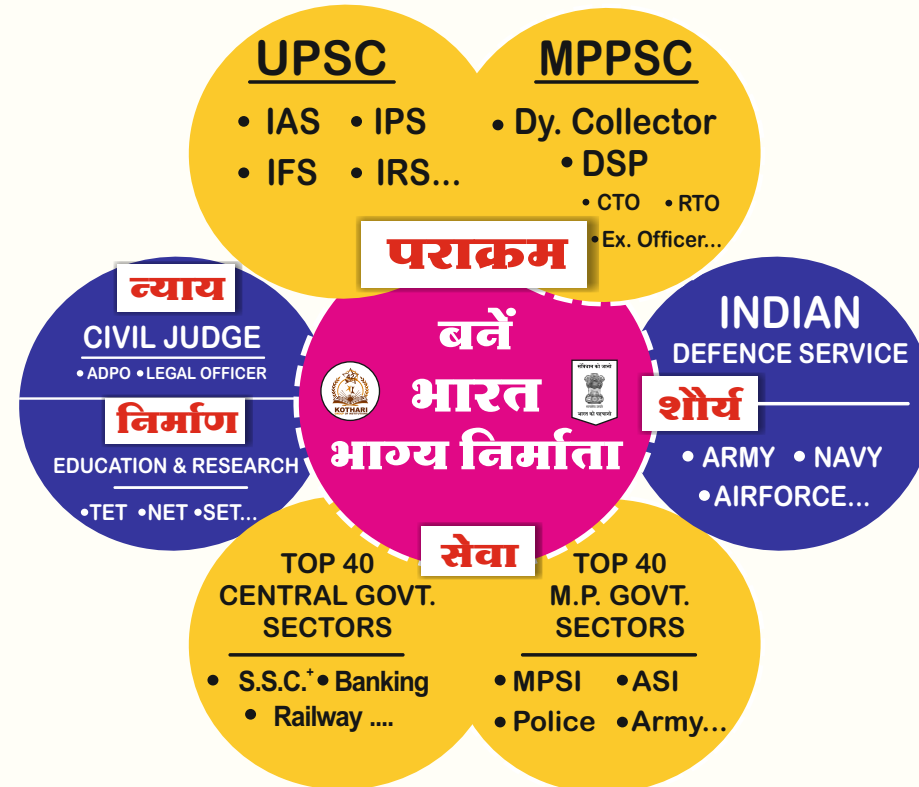 UPSC
• IAS • IPS
• IFS • IRS...
MPPSC
• Dy. Collector
• DSP
• CTO • RTO
• Ex. Officer...
पराक्रम
न्याय
CIVIL JUDGE
• ADPO • LEGAL OFFICER
निर्माण
EDUCATION & RESEARCH
•TET •NET •SET...
बनें
भारत
भाग्य निर्माता
KOTHARI
संविधान को जानो
भारत को पहचानो
INDIAN
DEFENCE SERVICE
शौर्य
• ARMY • NAVY
•AIRFORCE...
सेवा
TOP 40
CENTRAL GOVT.
SECTORS
• S.S.C.+ • Banking
• Railway ....
TOP 40
M.P. GOVT.
SECTORS
•MPSI •ASI
•Police •Army...